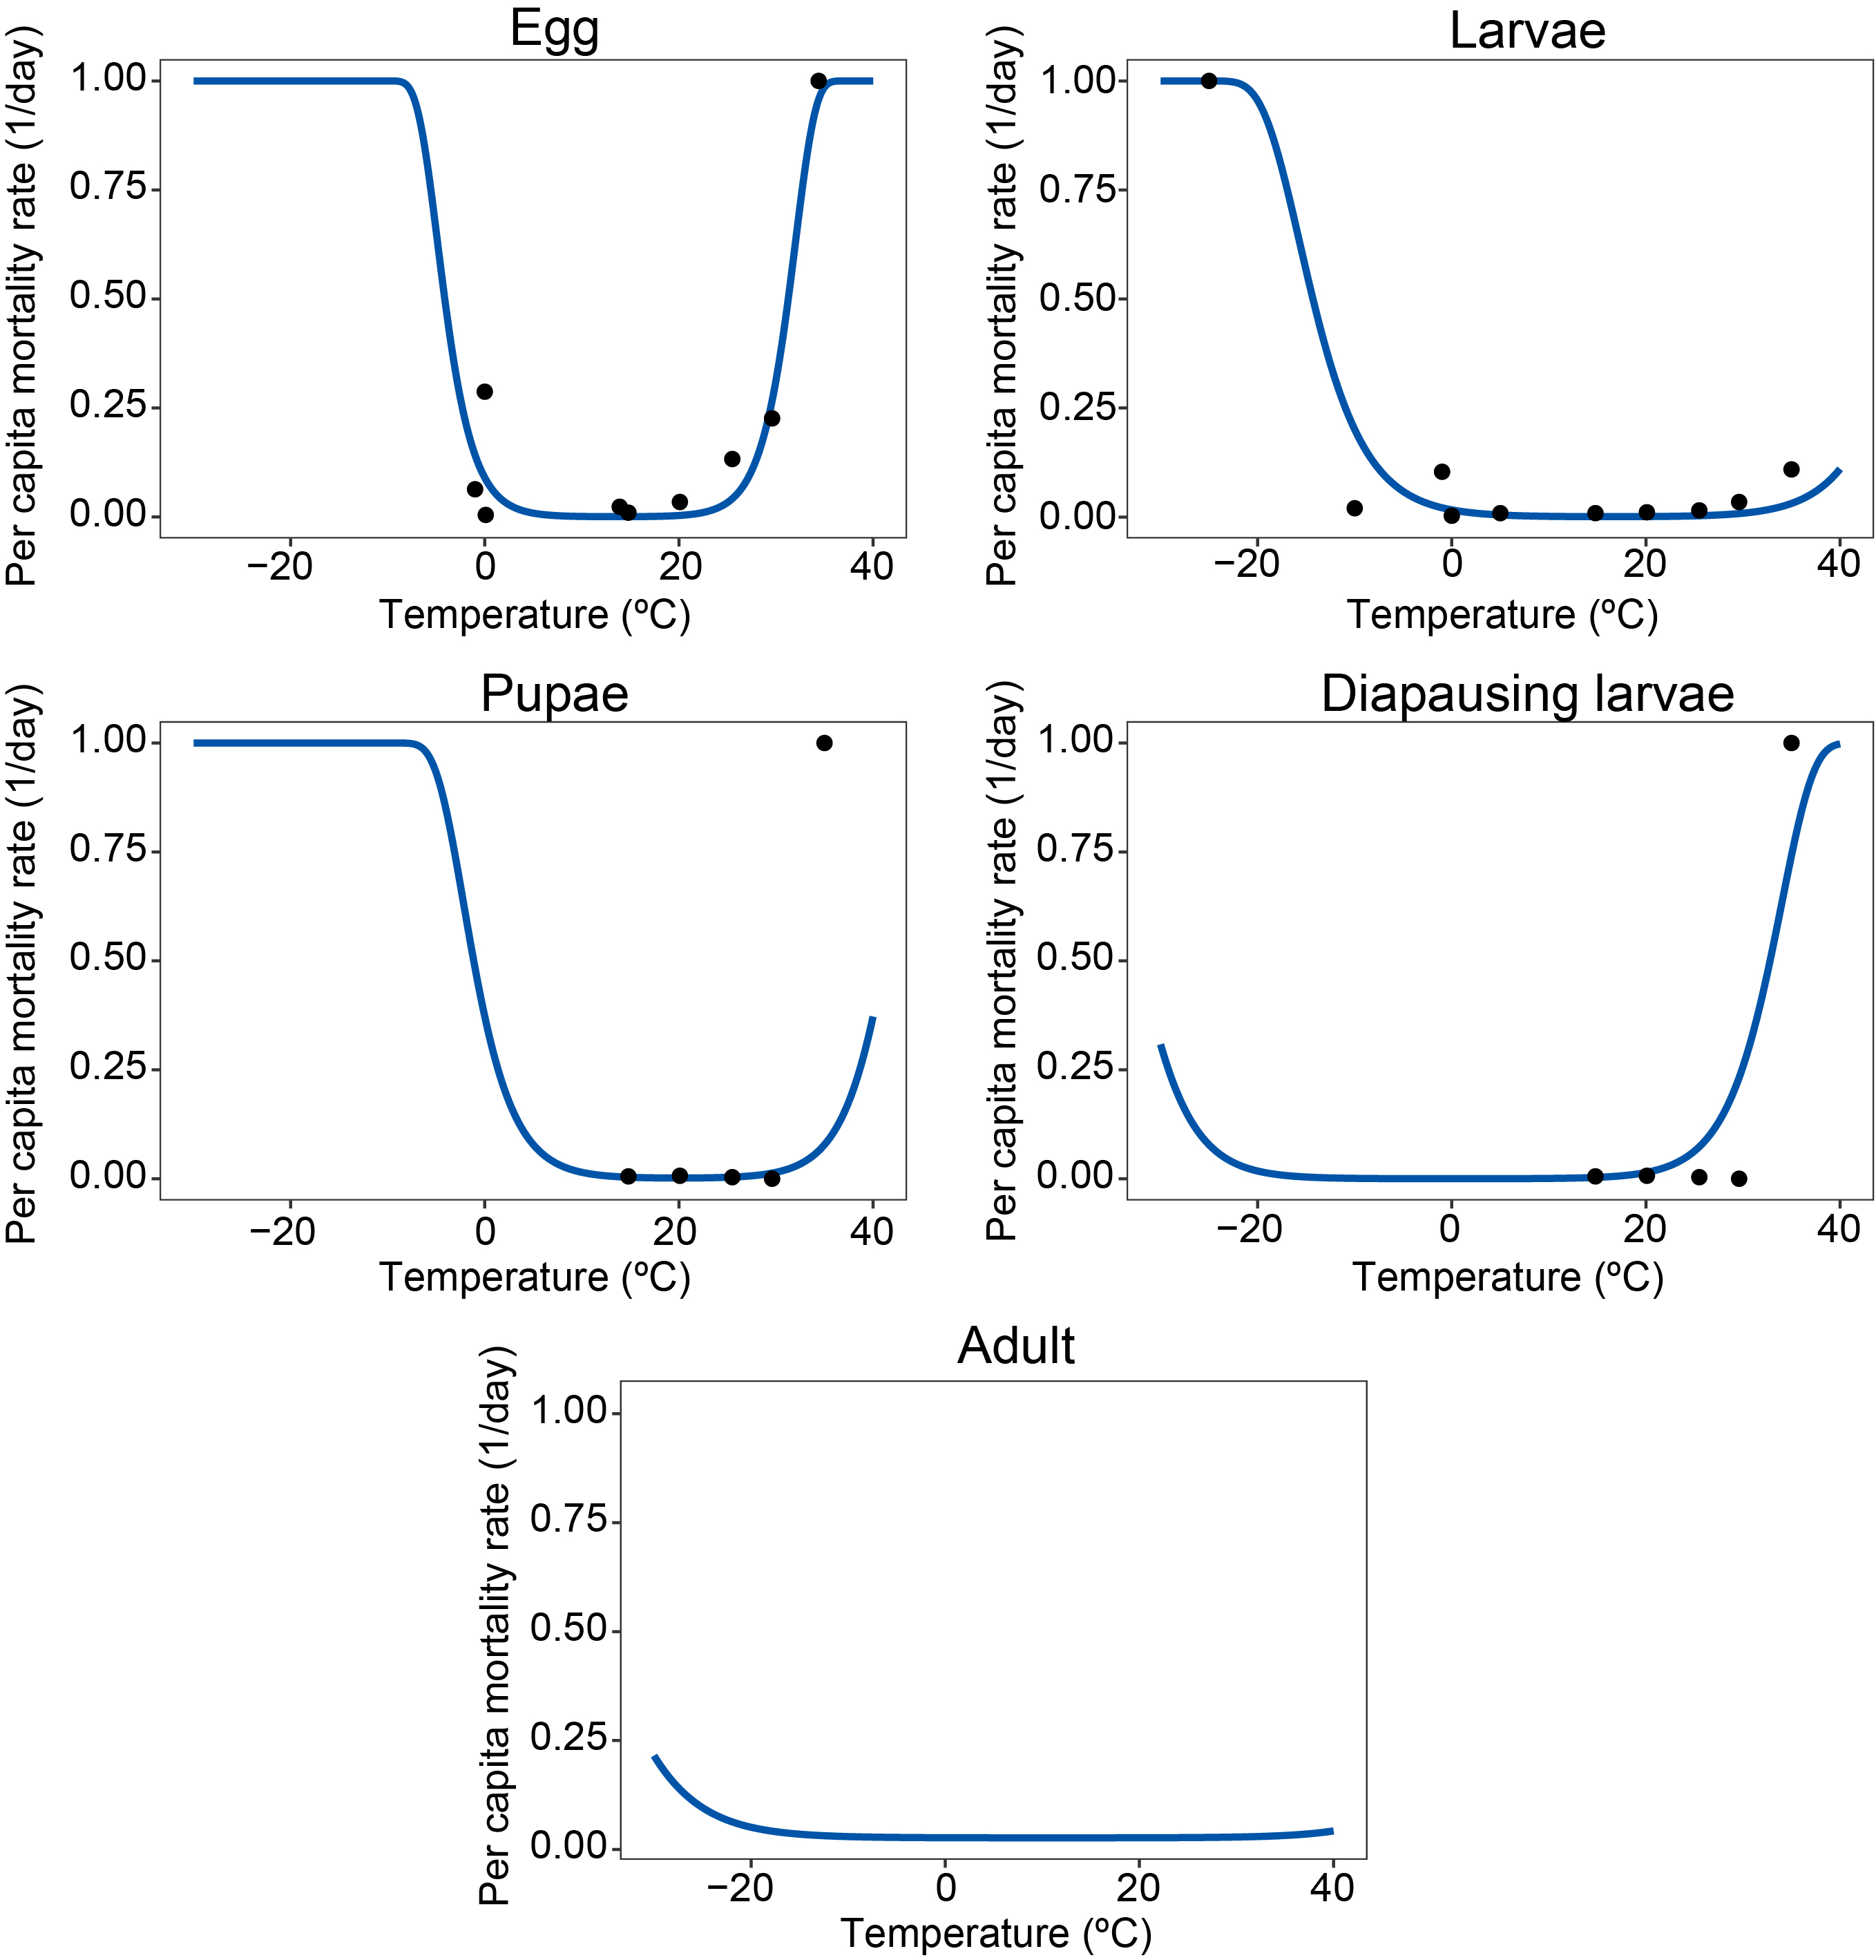 Egg
Per capita mortality rate (1/day)
1.00
0.75
0.50
0.25
0.00
−20 0 20 40
Temperature (ºC)
Larvae
Per capita mortality rate (1/day)
1.00
0.75
0.50
0.25
0.00
−20 0 20 40
Temperature (ºC)
Pupae
Per capita mortality rate (1/day)
1.00
0.75
0.50
0.25
0.00
−20 0 20 40
Temperature (ºC)
Diapausing larvae
Per capita mortality rate (1/day)
1.00
0.75
0.50
0.25
0.00
−20 0 20 40
Temperature (ºC)
Adult
Per capita mortality rate (1/day)
1.00
0.75
0.50
0.25
0.00
−20 0 20 40
Temperature (ºC)